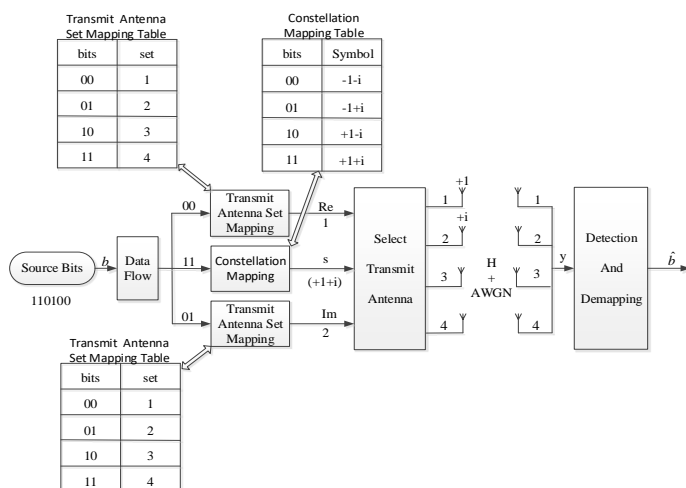 Transmit Antenna
Set Mapping Table
bits set
00 1
01 2
10 3
11 4
Constellation
Mapping Table
bits Symbol
00 -1-i
01 -1+i
10 +1-i
11 +1+i
Source Bits
110100
b
Data
Flow
00
Transmit
Antenna Set
Mapping
Re
1
11
Constellation
Mapping
s
(+1+i)
01
Transmit
Antenna Set
Mapping
Im
2
Select
Transmit
Antenna
+1
1
+i
2
3
4
H
+
AWGN
1
2
3
4
y
Detection
And
Demapping
b̂
Transmit Antenna
Set Mapping Table
bits set
00 1
01 2
10 3
11 4